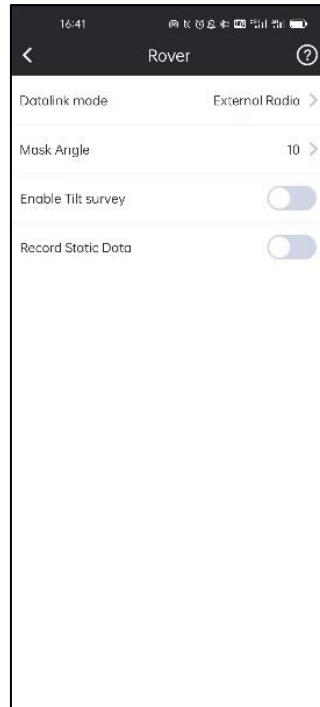 16:41
Rover
Datalink mode External Radio
Mask Angle 10
Enable Tilt survey
Record Static Data